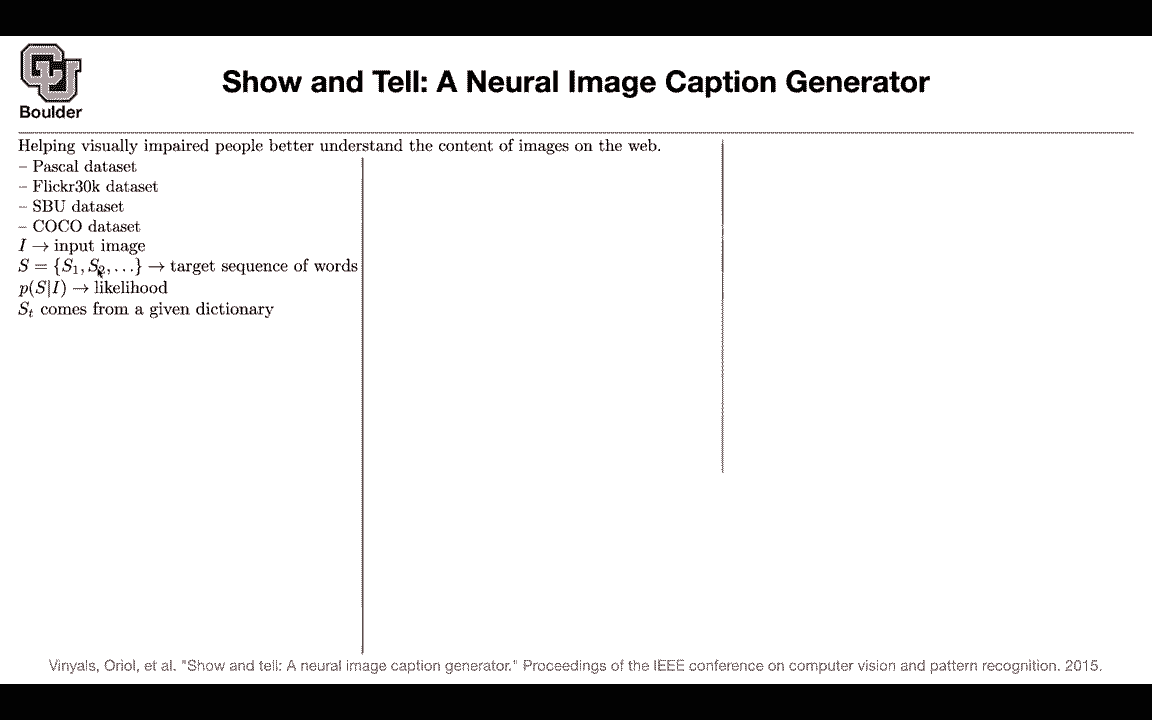 Boulder
Show and Tell: A Neural Image Caption Generator
Helping visually impaired people better understand the content of images on the web.
– Pascal dataset
– Flickr30k dataset
– SBU dataset
– COCO dataset
I → input image
S = {S₁, S₂, . . .} → target sequence of words
p(S|I) → likelihood
Sₜ comes from a given dictionary
Vinyals, Oriol, et al. "Show and tell: A neural image caption generator." Proceedings of the IEEE conference on computer vision and pattern recognition. 2015.